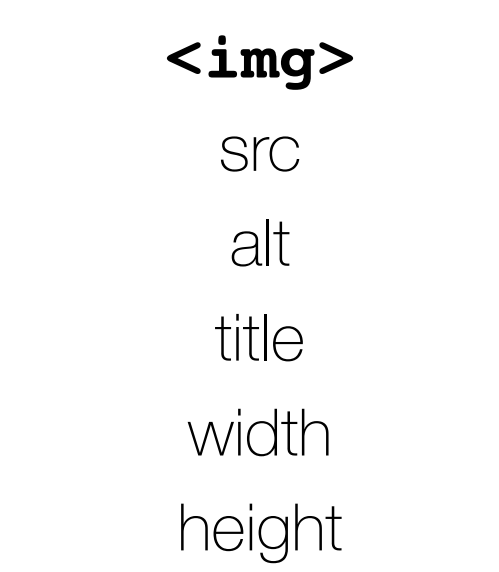 <img>
src
alt
title
width
height